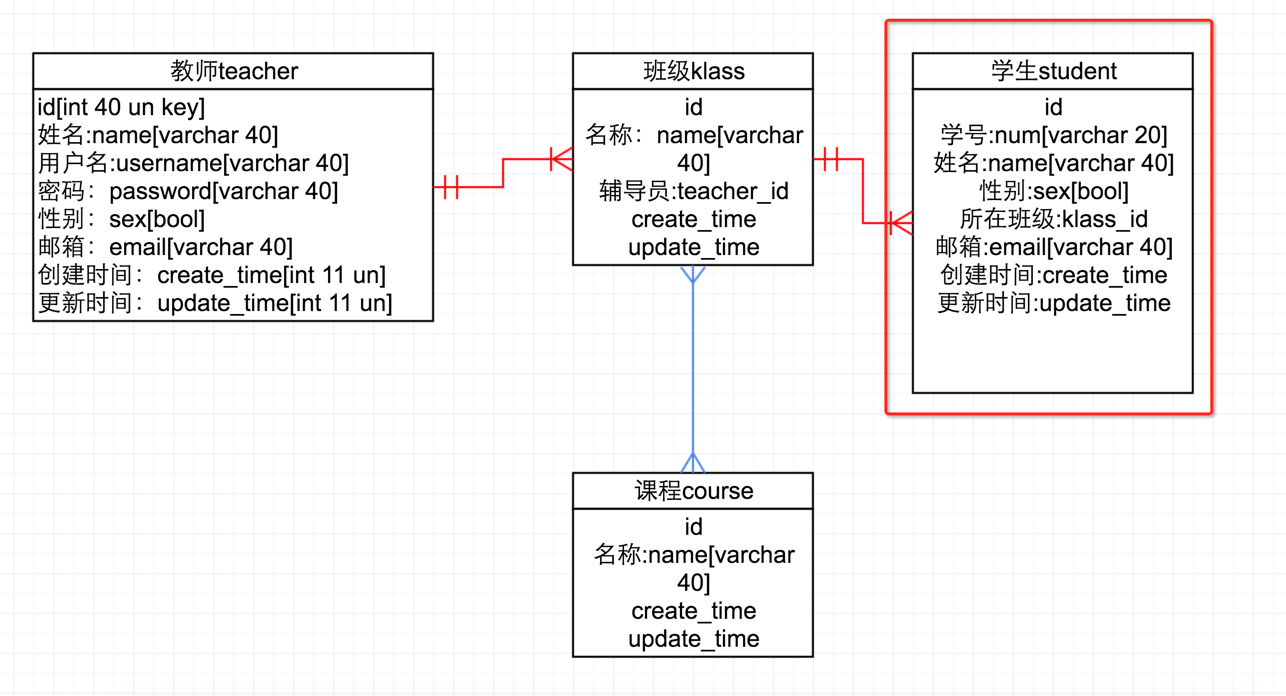 教师teacher
id[int 40 un key]
姓名:name[varchar 40]
用户名:username[varchar 40]
密码：password[varchar 40]
性别：sex[bool]
邮箱：email[varchar 40]
创建时间：create_time[int 11 un]
更新时间：update_time[int 11 un]
班级klass
id
名称：name[varchar
40]
辅导员:teacher_id
create_time
update_time
学生student
id
学号:num[varchar 20]
姓名:name[varchar 40]
性别:sex[bool]
所在班级:klass_id
邮箱:email[varchar 40]
创建时间:create_time
更新时间:update_time
课程course
id
名称:name[varchar
40]
create_time
update_time